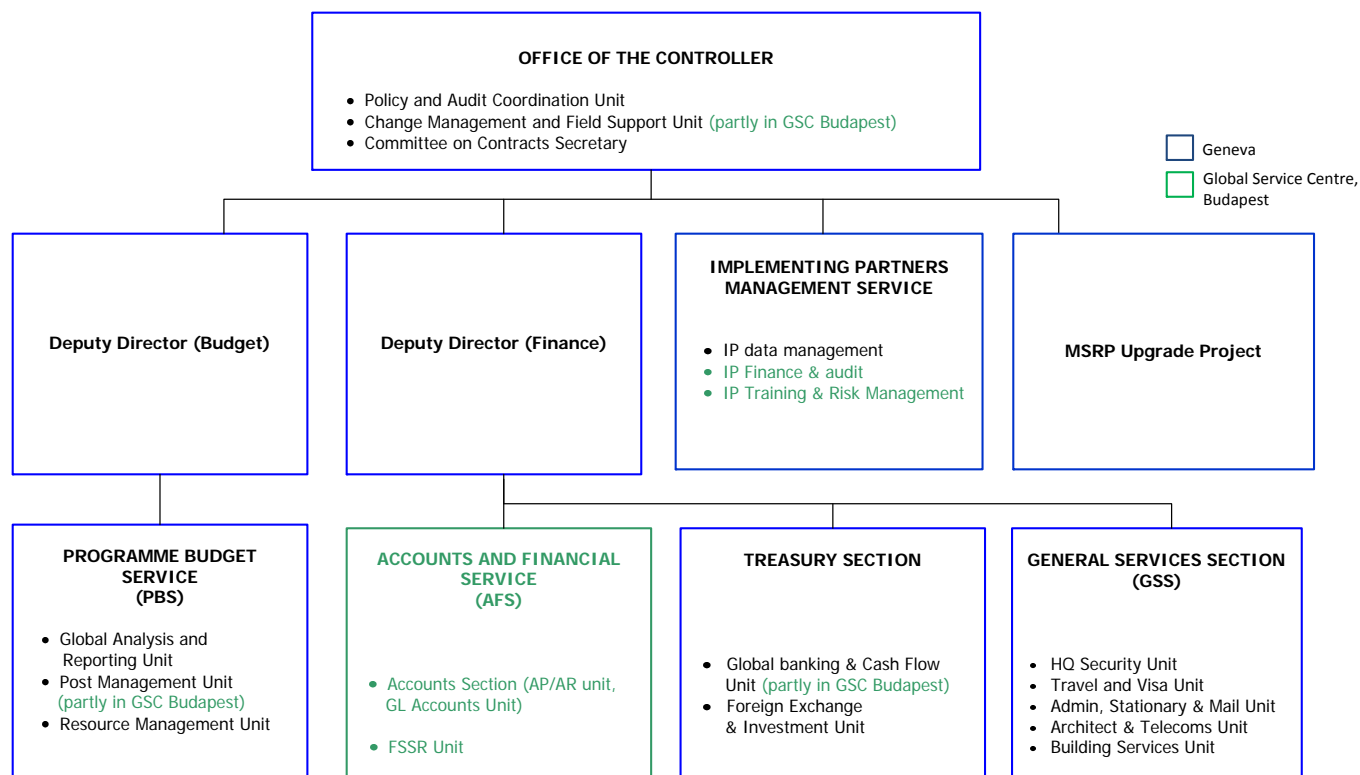 OFFICE OF THE CONTROLLER
• Policy and Audit Coordination Unit
• Change Management and Field Support Unit (partly in GSC Budapest)
• Committee on Contracts Secretary
Geneva
Global Service Centre,
Budapest
Deputy Director (Budget)
Deputy Director (Finance)
IMPLEMENTING PARTNERS
MANAGEMENT SERVICE
• IP data management
• IP Finance & audit
• IP Training & Risk Management
MSRP Upgrade Project
PROGRAMME BUDGET
SERVICE
(PBS)
• Global Analysis and
Reporting Unit
• Post Management Unit
(partly in GSC Budapest)
• Resource Management Unit
ACCOUNTS AND FINANCIAL
SERVICE
(AFS)
• Accounts Section (AP/AR unit,
GL Accounts Unit)
• FSSR Unit
TREASURY SECTION
• Global banking & Cash Flow
Unit (partly in GSC Budapest)
• Foreign Exchange
& Investment Unit
GENERAL SERVICES SECTION
(GSS)
• HQ Security Unit
• Travel and Visa Unit
• Admin, Stationary & Mail Unit
• Architect & Telecoms Unit
• Building Services Unit